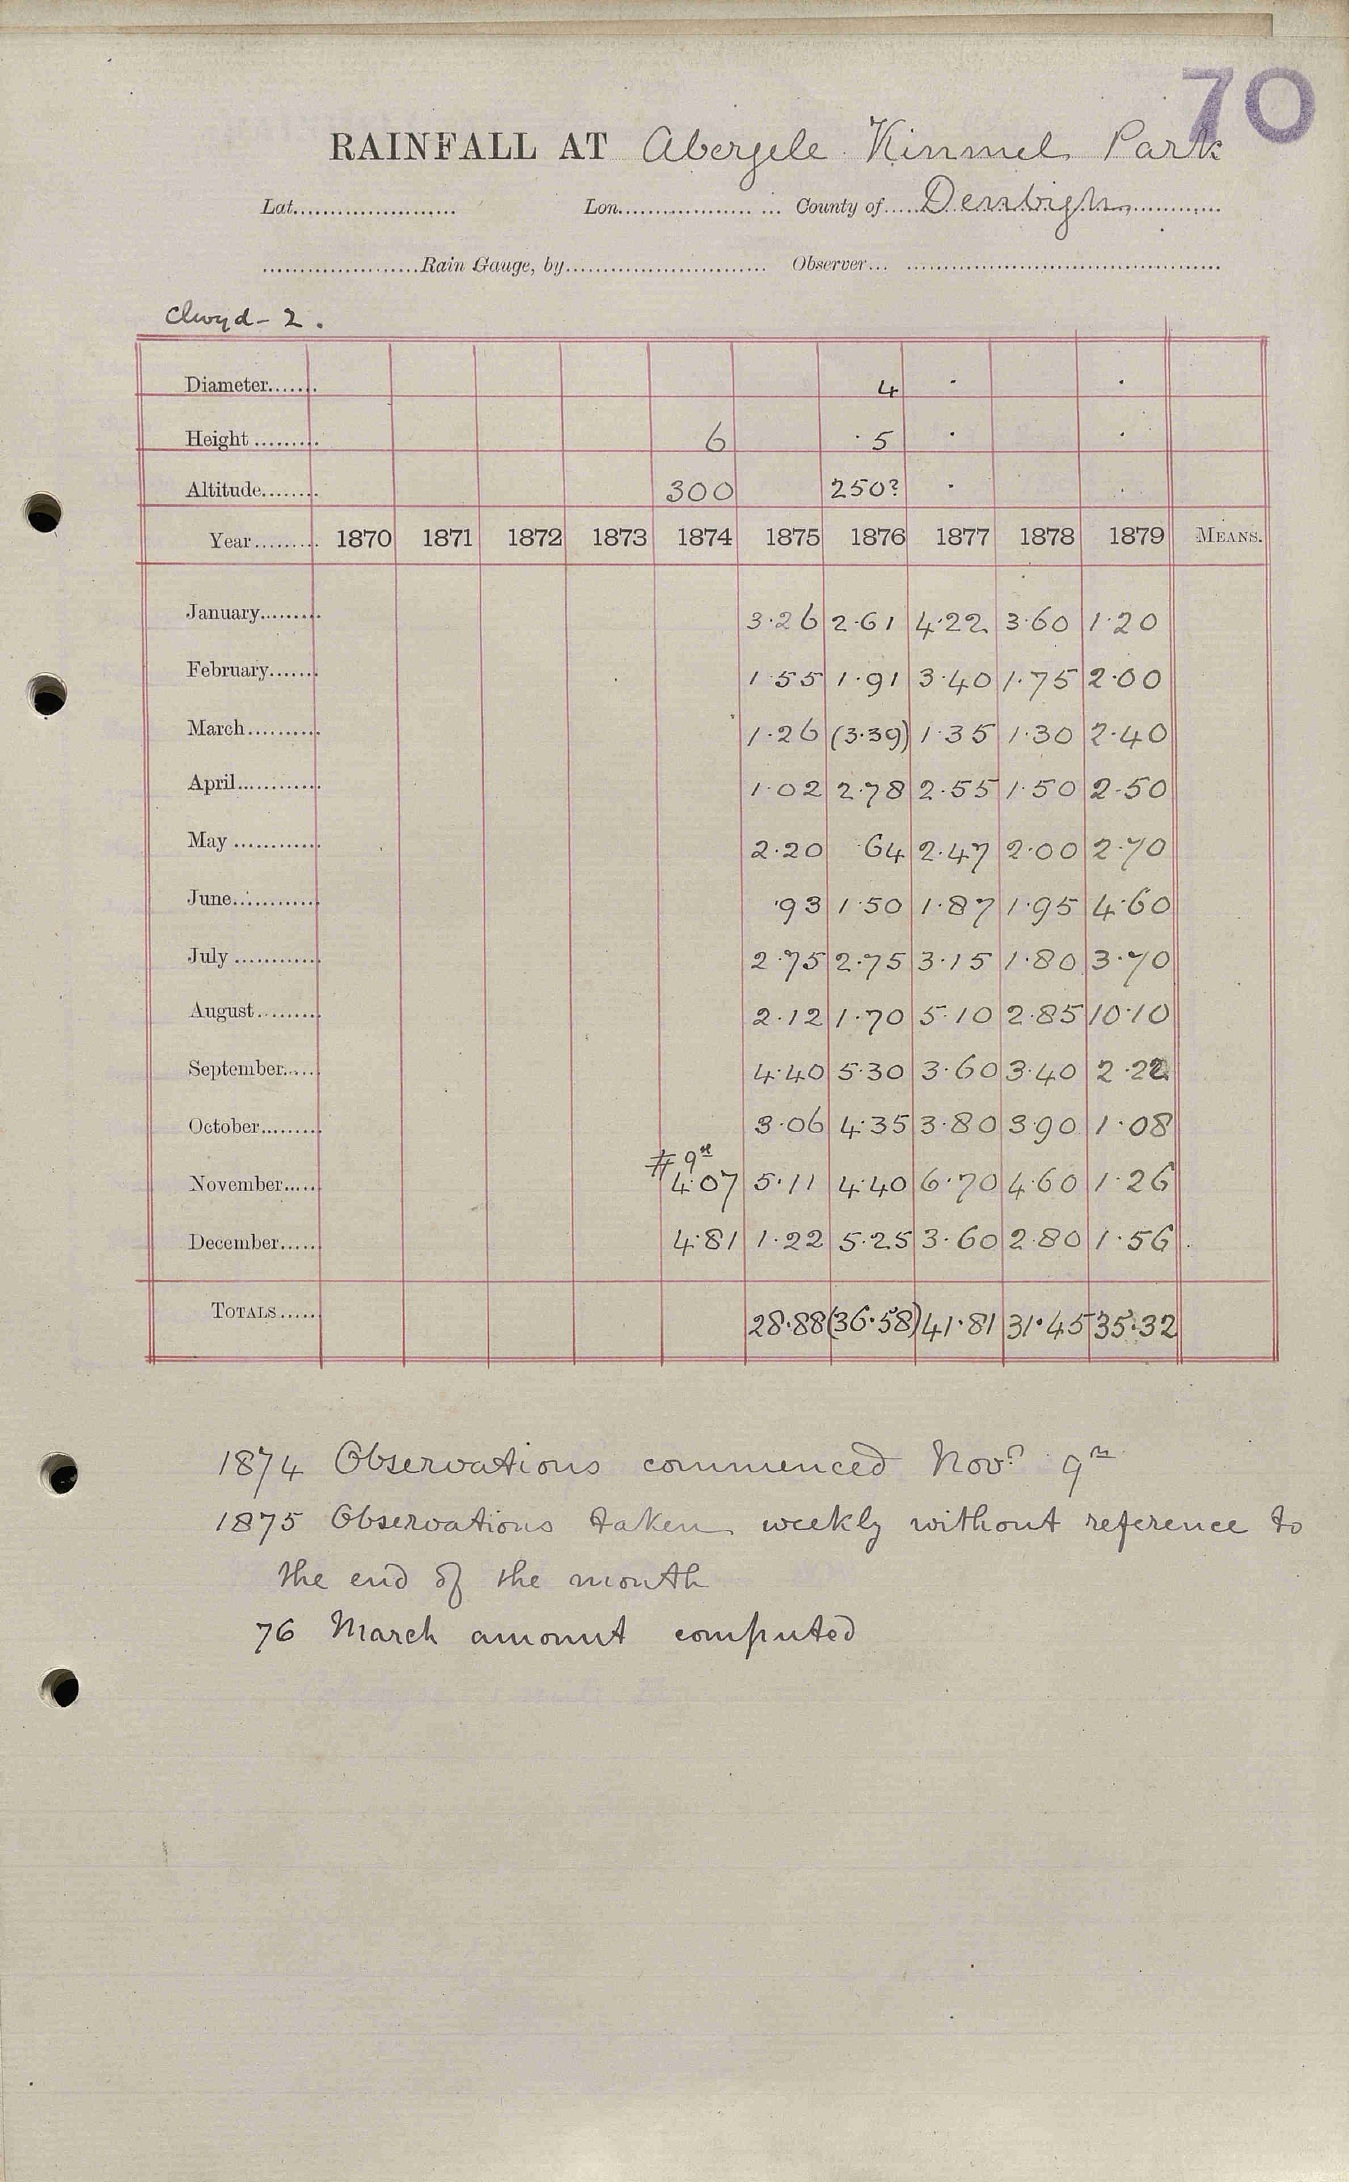 70
RAINFALL AT Abergele Kinmel Park
Lat...................... Lon...................... County of.....Denbigh..........
.....................Rain Gauge, by........................... Observer... ..........................................
Clwyd - 2.
Diameter....... 4 · ·
Height ......... 6 · 5 · ·
Altitude........ 300 250? · · ·
Year......... 1870 1871 1872 1873 1874 1875 1876 1877 1878 1879 MEANS.
January......... 3·26 2·61 4·22 3·60 1·20
February....... 1·55 1·91 3·40 1·75 2·00
March.......... 1·26 (3·39) 1·35 1·30 2·40
April............ 1·02 2·78 2·55 1·50 2·50
May ............ 2·20 ·64 2·47 2·00 2·70
June............ ·93 1·50 1·87 1·95 4·60
July ............ 2·75 2·75 3·15 1·80 3·70
August......... 2·12 1·70 5·10 2·85 10·10
September...... 4·40 5·30 3·60 3·40 2·22
October......... 3·06 4·35 3·80 3·90 1·08
# 9th
November...... 4·07 5·11 4·40 6·70 4·60 1·26
December...... 4·81 1·22 5·25 3·60 2·80 1·56
TOTALS...... 28·88 (36·58) 41·81 31·45 35·32
1874 Observations commenced Novr 9th
1875 Observations taken weekly without reference to
the end of the month
76 March amount computed